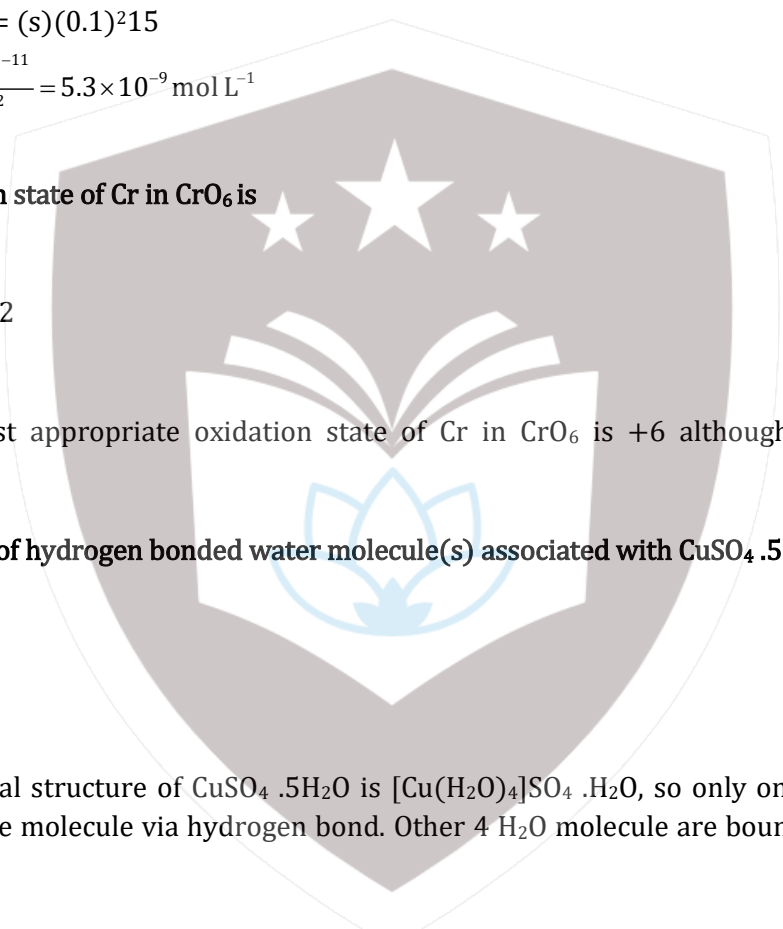 = (s)(0.1)²15
⁻¹¹
₂ = 5.3×10⁻⁹ mol L⁻¹
n state of Cr in CrO₆ is
2
st appropriate oxidation state of Cr in CrO₆ is +6 although
of hydrogen bonded water molecule(s) associated with CuSO₄ .5
al structure of CuSO₄ .5H₂O is [Cu(H₂O)₄]SO₄ .H₂O, so only on
e molecule via hydrogen bond. Other 4 H₂O molecule are boun